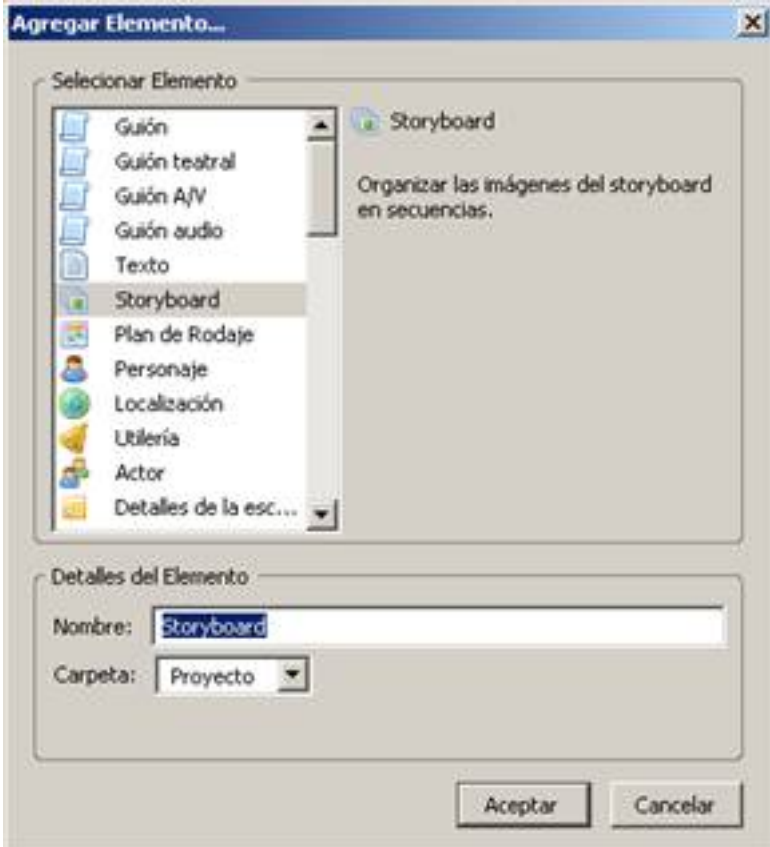 Agregar Elemento...
Selecionar Elemento
Guión
Guión teatral
Guión A/V
Guión audio
Texto
Storyboard
Plan de Rodaje
Personaje
Localización
Utilería
Actor
Detalles de la esc...
Storyboard
Organizar las imágenes del storyboard
en secuencias.
Detalles del Elemento
Nombre: Storyboard
Carpeta: Proyecto
Aceptar Cancelar